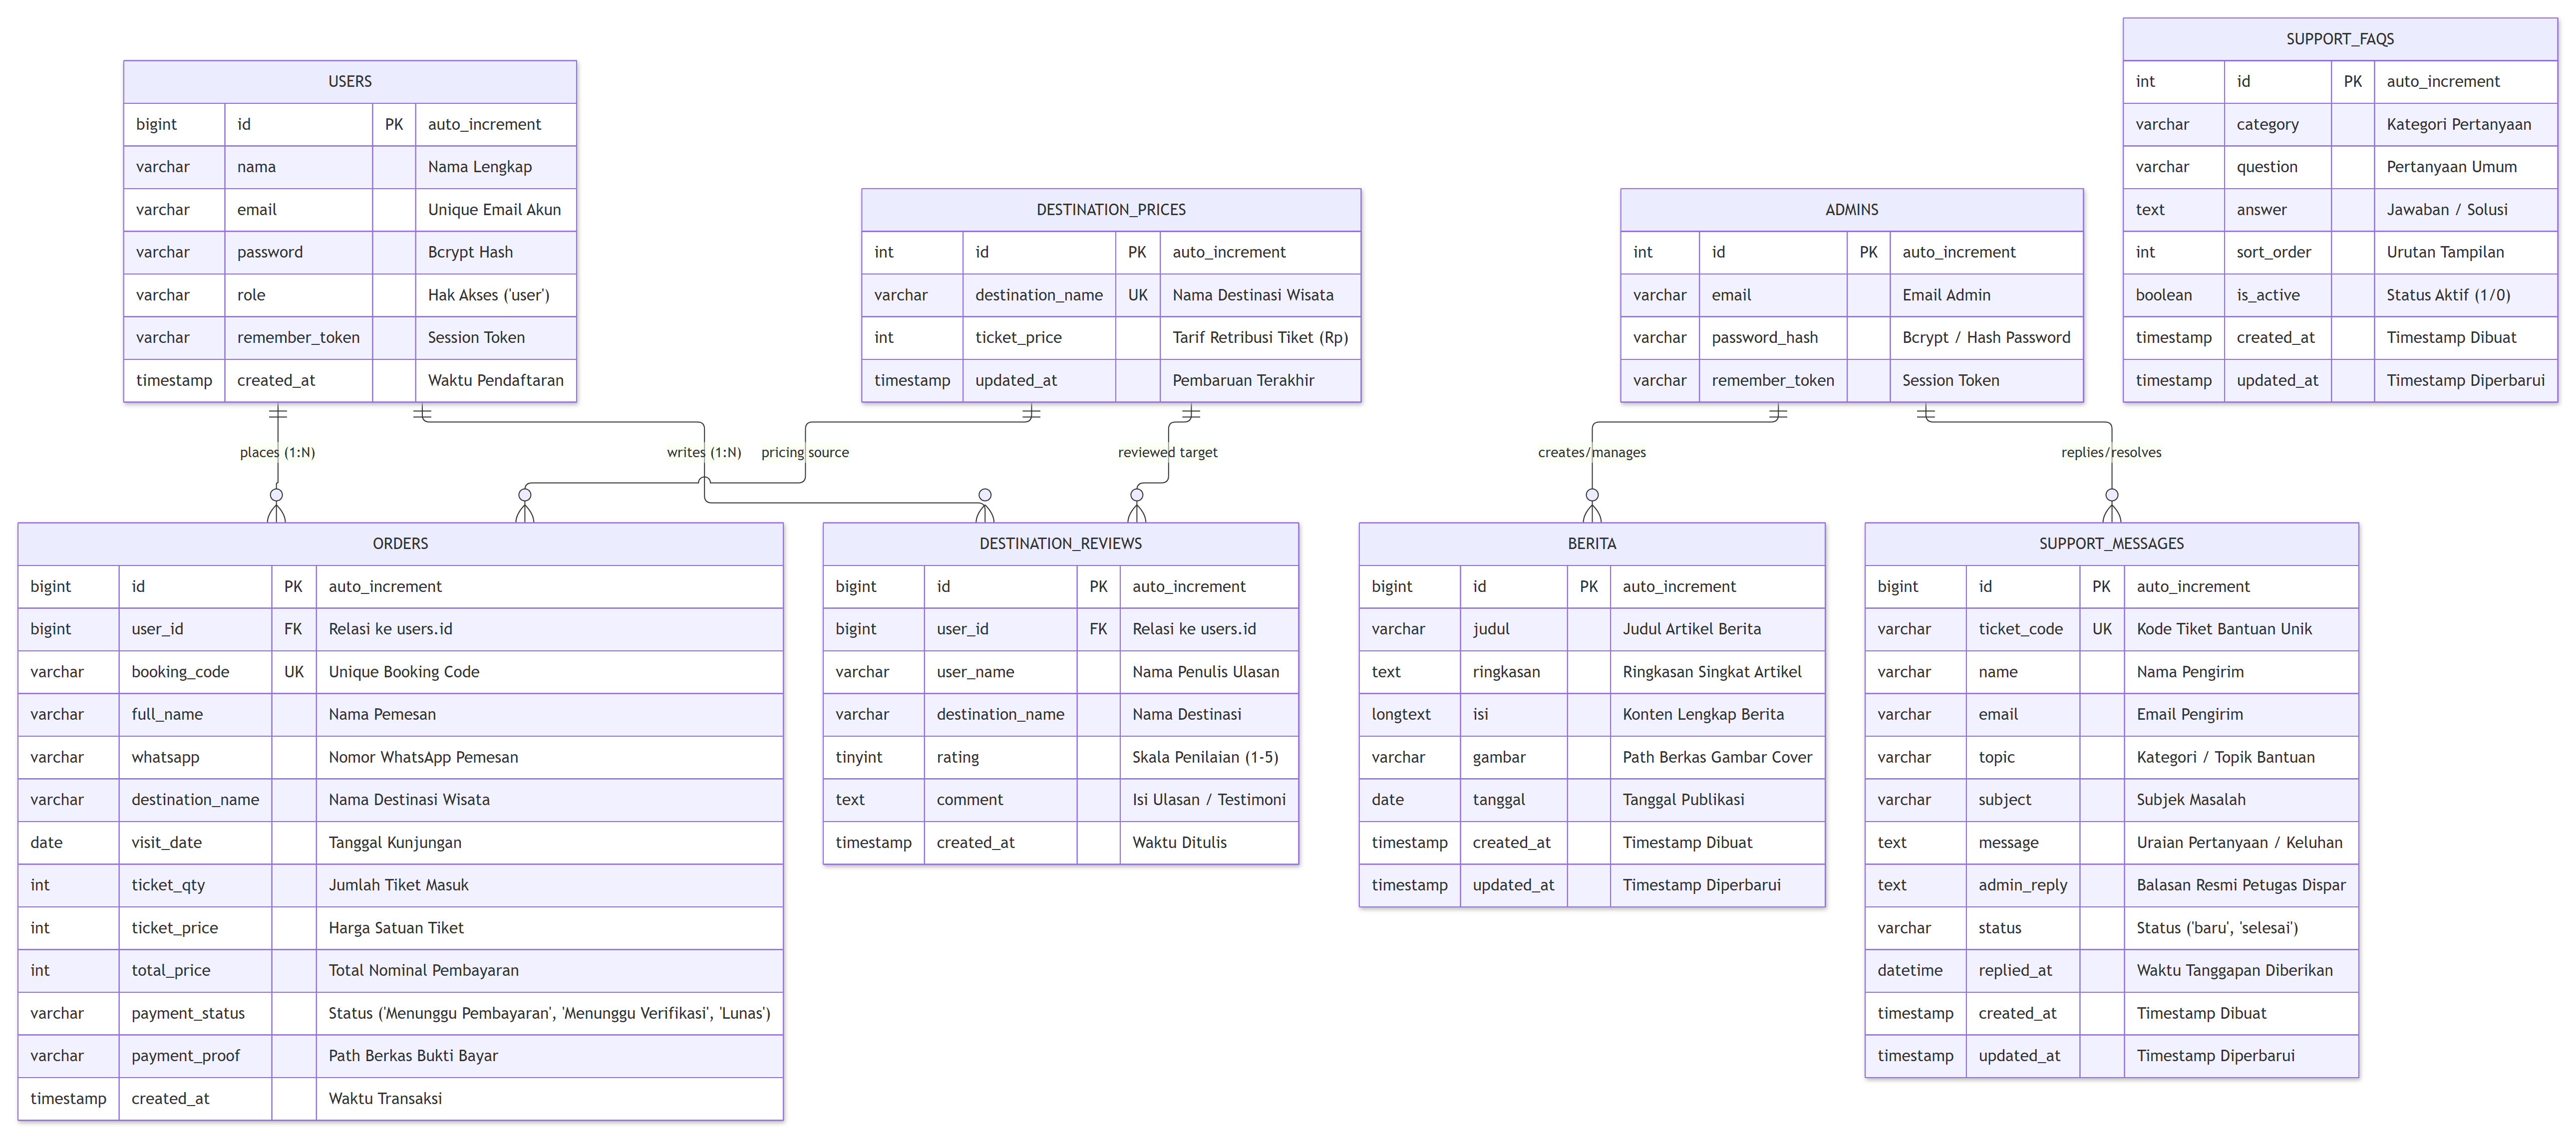 USERS
bigint id PK auto_increment
varchar nama Nama Lengkap
varchar email Unique Email Akun
varchar password Bcrypt Hash
varchar role Hak Akses ('user')
varchar remember_token Session Token
timestamp created_at Waktu Pendaftaran
DESTINATION_PRICES
int id PK auto_increment
varchar destination_name UK Nama Destinasi Wisata
int ticket_price Tarif Retribusi Tiket (Rp)
timestamp updated_at Pembaruan Terakhir
ADMINS
int id PK auto_increment
varchar email Email Admin
varchar password_hash Bcrypt / Hash Password
varchar remember_token Session Token
SUPPORT_FAQS
int id PK auto_increment
varchar category Kategori Pertanyaan
varchar question Pertanyaan Umum
text answer Jawaban / Solusi
int sort_order Urutan Tampilan
boolean is_active Status Aktif (1/0)
timestamp created_at Timestamp Dibuat
timestamp updated_at Timestamp Diperbarui
places (1:N)
writes (1:N)
pricing source
reviewed target
creates/manages
replies/resolves
ORDERS
bigint id PK auto_increment
bigint user_id FK Relasi ke users.id
varchar booking_code UK Unique Booking Code
varchar full_name Nama Pemesan
varchar whatsapp Nomor WhatsApp Pemesan
varchar destination_name Nama Destinasi Wisata
date visit_date Tanggal Kunjungan
int ticket_qty Jumlah Tiket Masuk
int ticket_price Harga Satuan Tiket
int total_price Total Nominal Pembayaran
varchar payment_status Status ('Menunggu Pembayaran', 'Menunggu Verifikasi', 'Lunas')
varchar payment_proof Path Berkas Bukti Bayar
timestamp created_at Waktu Transaksi
DESTINATION_REVIEWS
bigint id PK auto_increment
bigint user_id FK Relasi ke users.id
varchar user_name Nama Penulis Ulasan
varchar destination_name Nama Destinasi
tinyint rating Skala Penilaian (1-5)
text comment Isi Ulasan / Testimoni
timestamp created_at Waktu Ditulis
BERITA
bigint id PK auto_increment
varchar judul Judul Artikel Berita
text ringkasan Ringkasan Singkat Artikel
longtext isi Konten Lengkap Berita
varchar gambar Path Berkas Gambar Cover
date tanggal Tanggal Publikasi
timestamp created_at Timestamp Dibuat
timestamp updated_at Timestamp Diperbarui
SUPPORT_MESSAGES
bigint id PK auto_increment
varchar ticket_code UK Kode Tiket Bantuan Unik
varchar name Nama Pengirim
varchar email Email Pengirim
varchar topic Kategori / Topik Bantuan
varchar subject Subjek Masalah
text message Uraian Pertanyaan / Keluhan
text admin_reply Balasan Resmi Petugas Dispar
varchar status Status ('baru', 'selesai')
datetime replied_at Waktu Tanggapan Diberikan
timestamp created_at Timestamp Dibuat
timestamp updated_at Timestamp Diperbarui